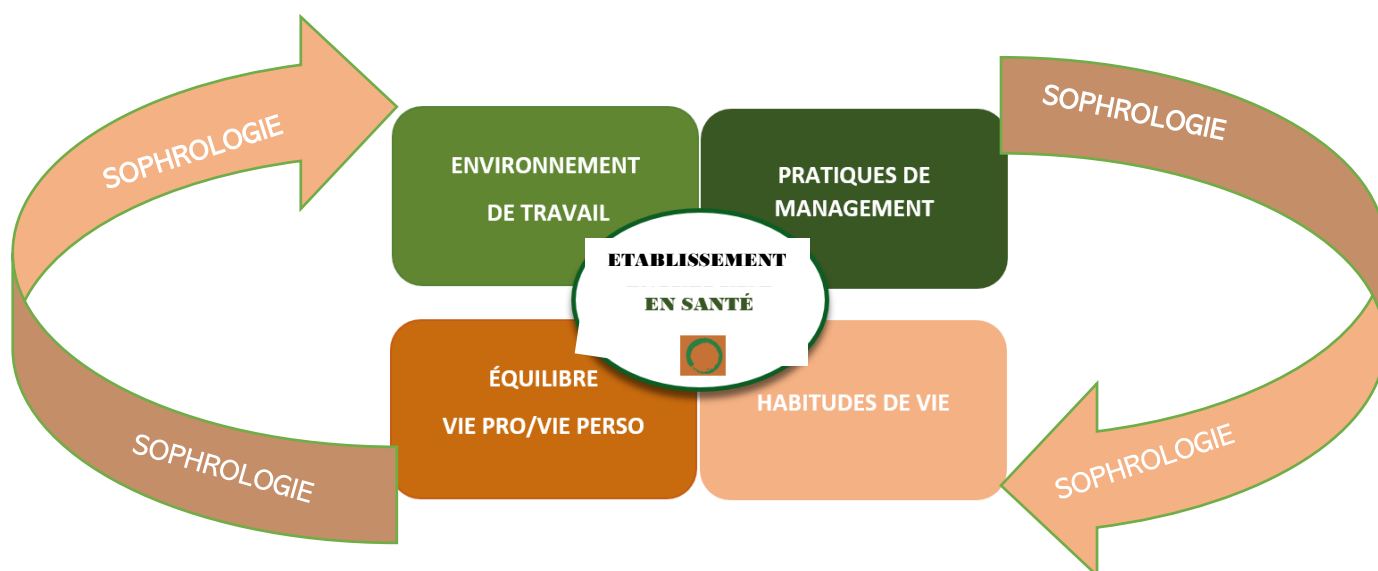 SOPHROLOGIE
SOPHROLOGIE
ENVIRONNEMENT
DE TRAVAIL
PRATIQUES DE
MANAGEMENT
ETABLISSEMENT
EN SANTÉ
ÉQUILIBRE
VIE PRO/VIE PERSO
HABITUDES DE VIE
SOPHROLOGIE
SOPHROLOGIE